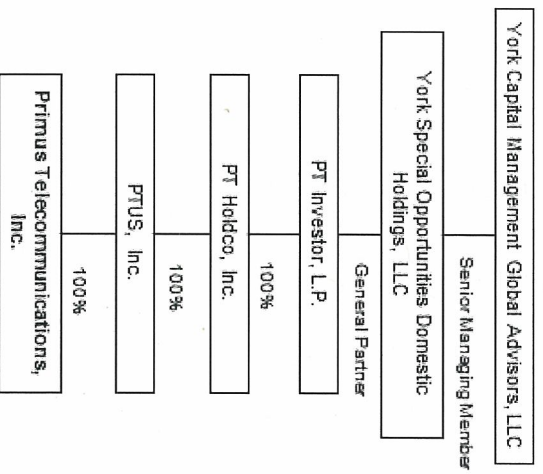 York Capital Management Global Advisors, LLC
Senior Managing Member
York Special Opportunities Domestic
Holdings, LLC
General Partner
PT Investor, L.P.
100%
PT Holdco, Inc.
100%
PTUS, Inc.
100%
Primus Telecommunications,
Inc.